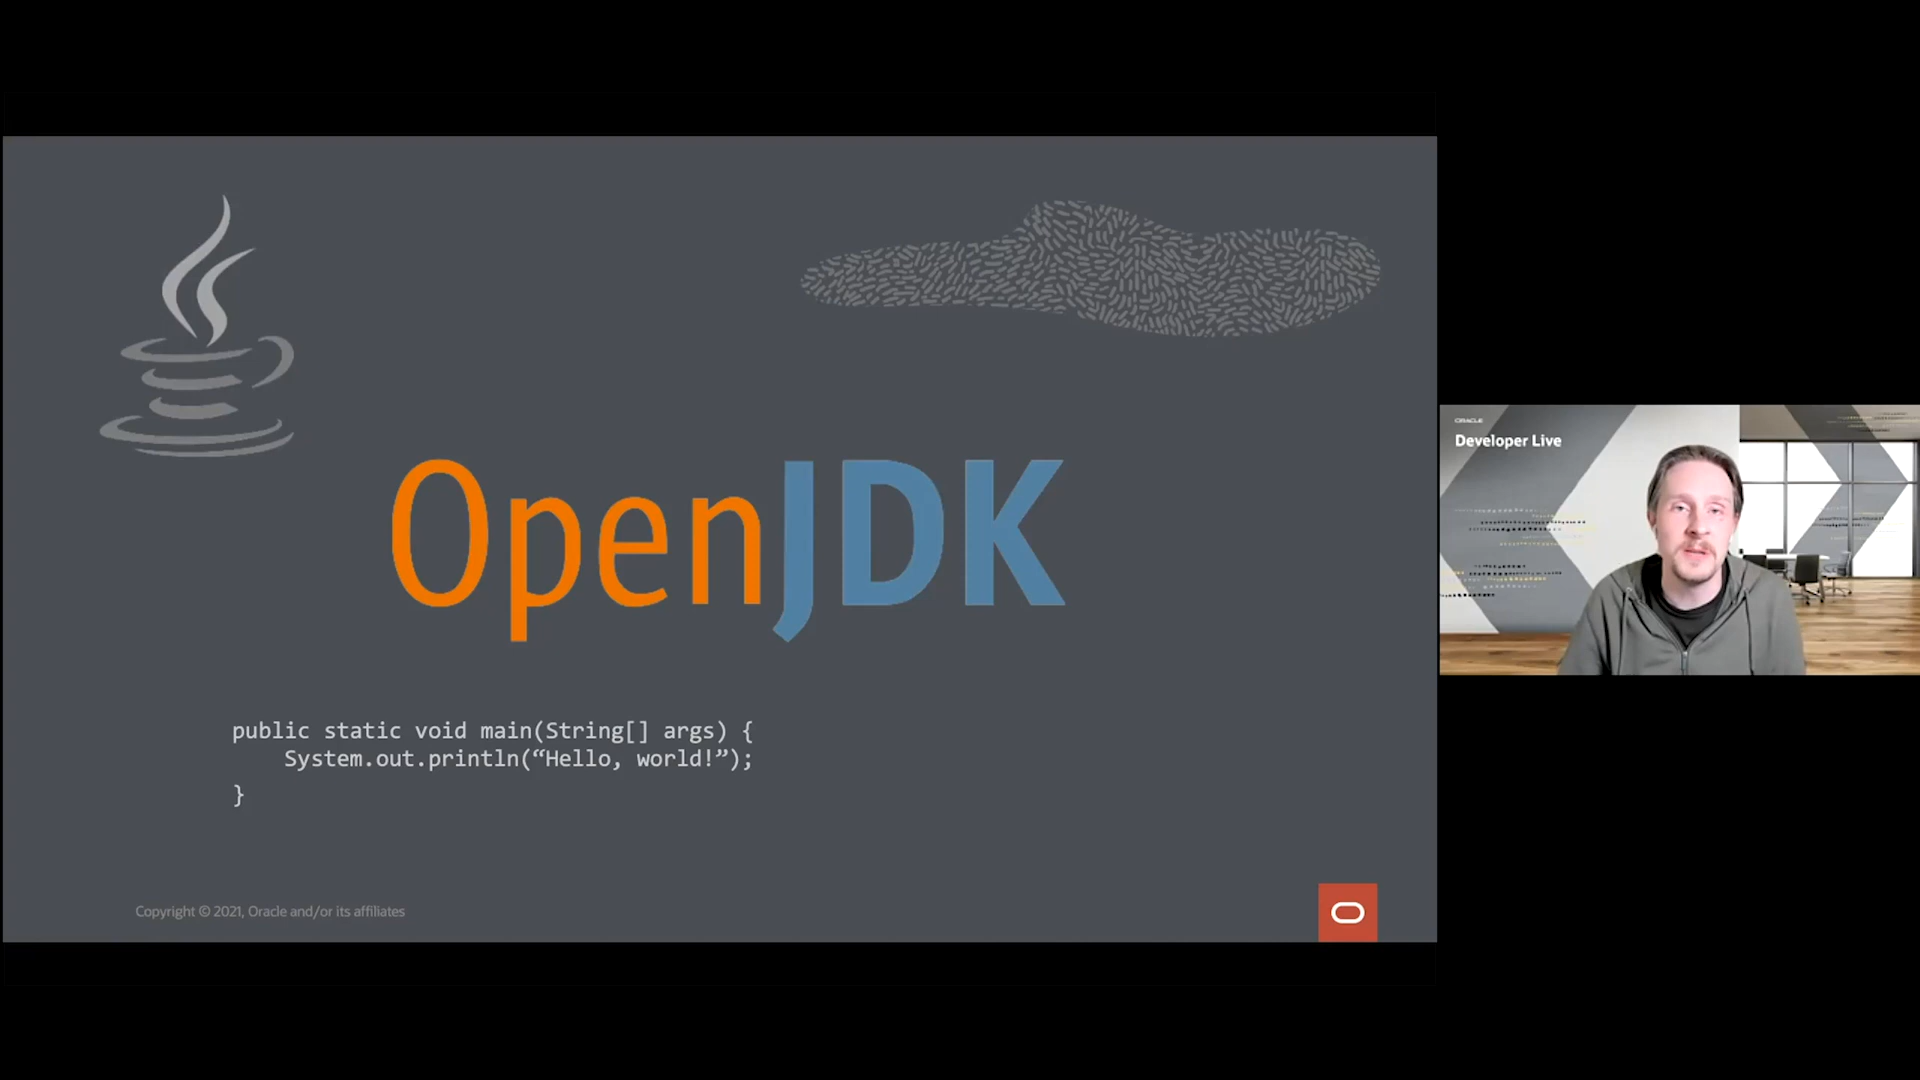 OpenJDK
public static void main(String[] args) {
    System.out.println(“Hello, world!”);
}
Copyright © 2021, Oracle and/or its affiliates
ORACLE
Developer Live